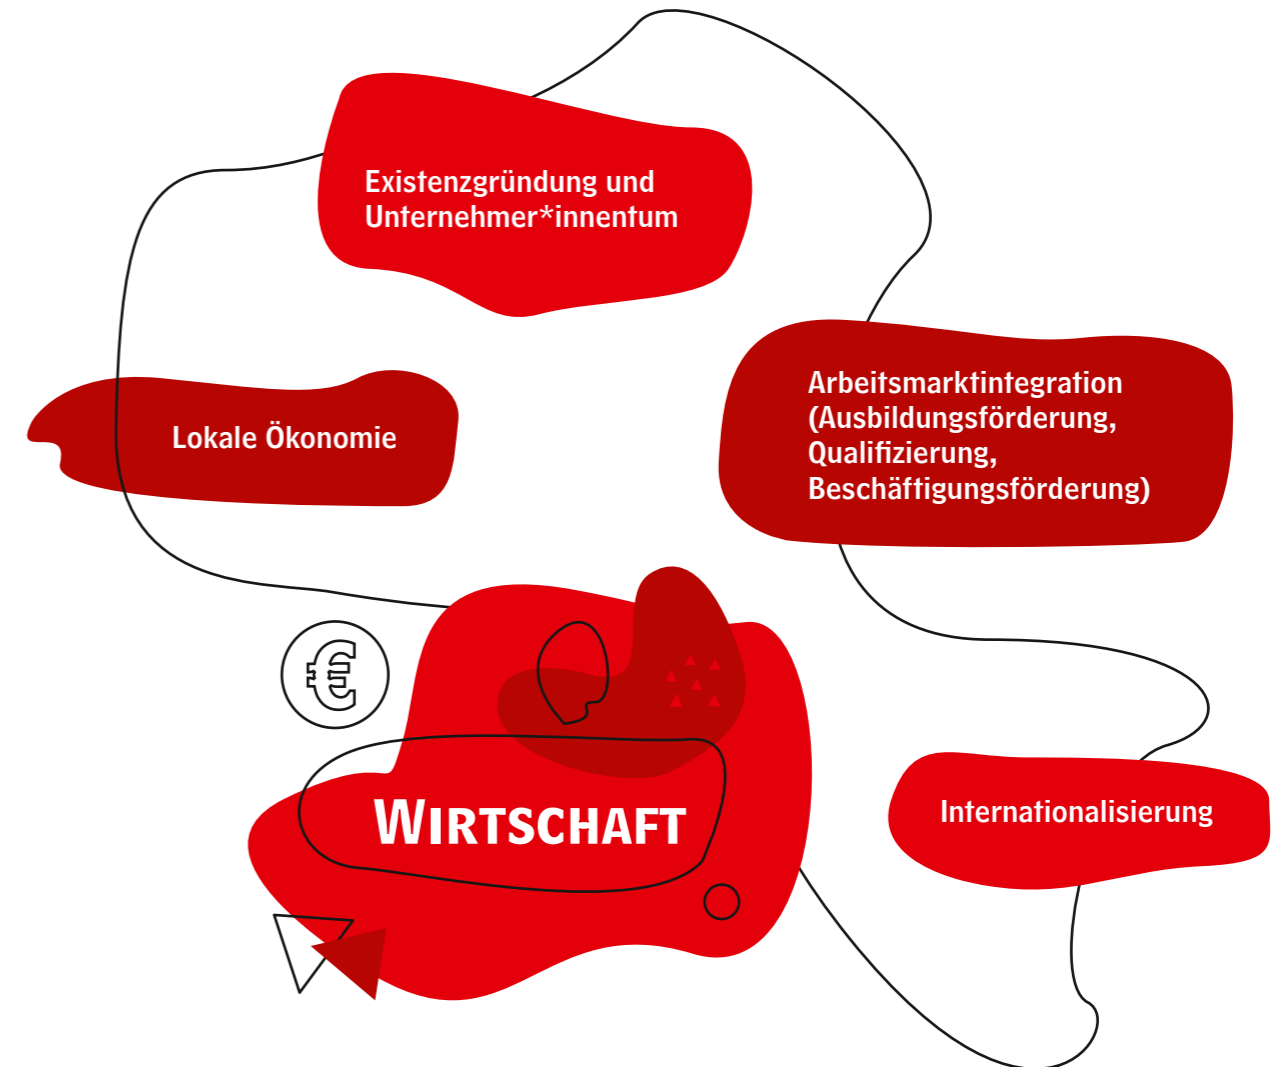 Existenzgründung und
Unternehmer*innentum
Arbeitsmarktintegration
(Ausbildungsförderung,
Qualifizierung,
Beschäftigungsförderung)
Lokale Ökonomie
€
WIRTSCHAFT
Internationalisierung